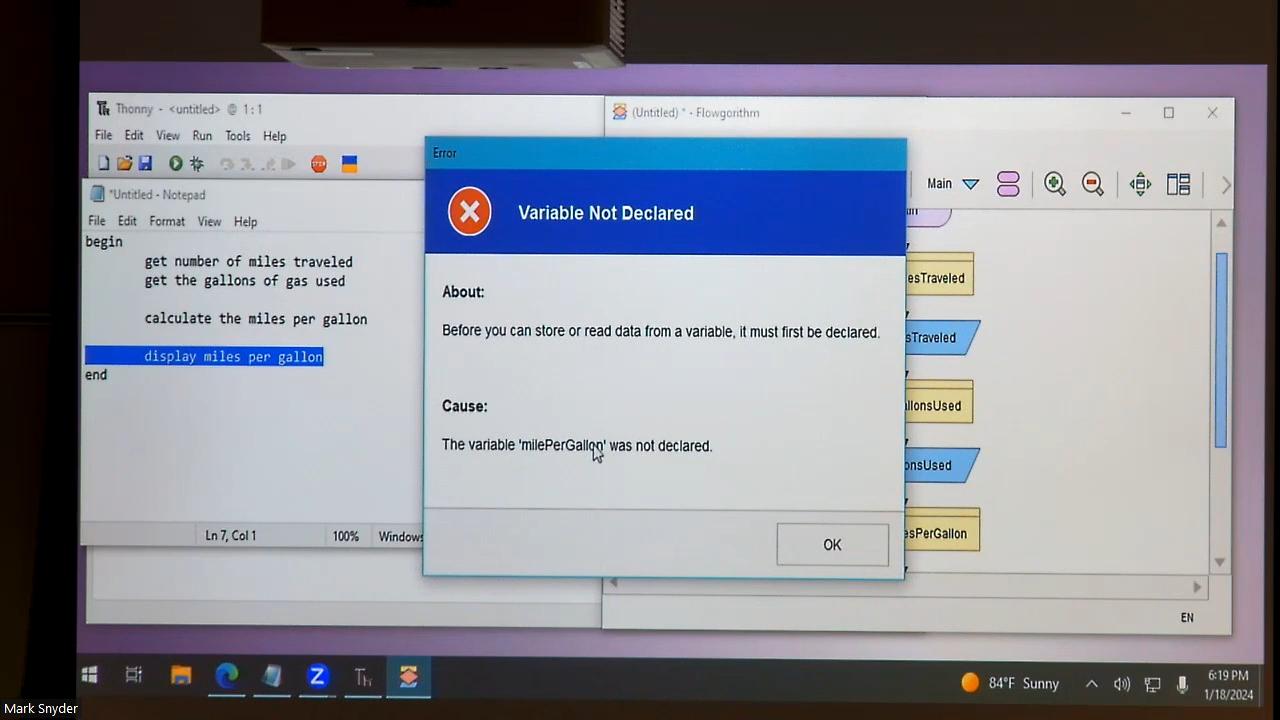 Thonny - <untitled> @ 1:1
File Edit View Run Tools Help
*Untitled - Notepad
File Edit Format View Help
begin
get number of miles traveled
get the gallons of gas used
calculate the miles per gallon
display miles per gallon
end
Ln 7, Col 1 100% Windows
Error
Variable Not Declared
About:
Before you can store or read data from a variable, it must first be declared.
Cause:
The variable 'milePerGallon' was not declared.
OK
(Untitled) * - Flowgorithm
Main
esTraveled
sTraveled
llonsUsed
onsUsed
esPerGallon
EN
Th
84°F Sunny
6:19 PM
1/18/2024
Mark Snyder